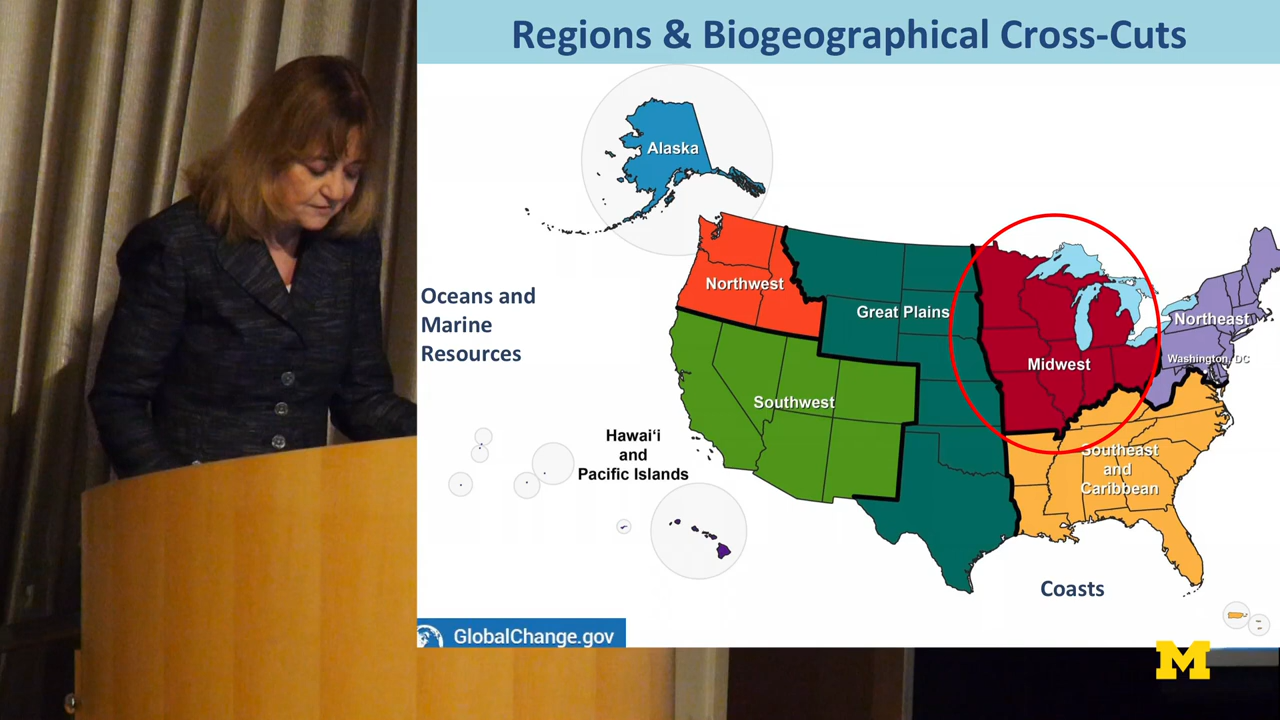 Regions & Biogeographical Cross-Cuts
Alaska
Northwest
Great Plains
Northeast
Washington, DC
Midwest
Southwest
Oceans and
Marine
Resources
Hawai‘i
and
Pacific Islands
Southeast
and
Caribbean
Coasts
GlobalChange.gov
M